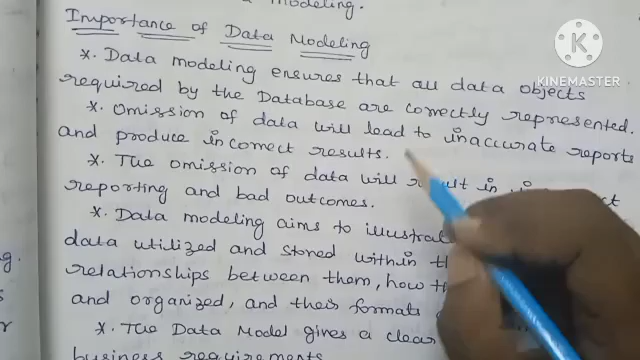 a modeling.
Importance of Data Modeling
K
KINEMASTER
*. Data modeling ensures that all data objects
required by the Database are correctly represented.
*. Omission of data will lead to inaccurate reports
and produce incorrect results.
*. The omission of data will result in
reporting and bad outcomes.
*. Data modeling aims to
data utilized and stored within
relationships between them, how
and organized, and their formats
*. The Data Model gives a clear
business requirements